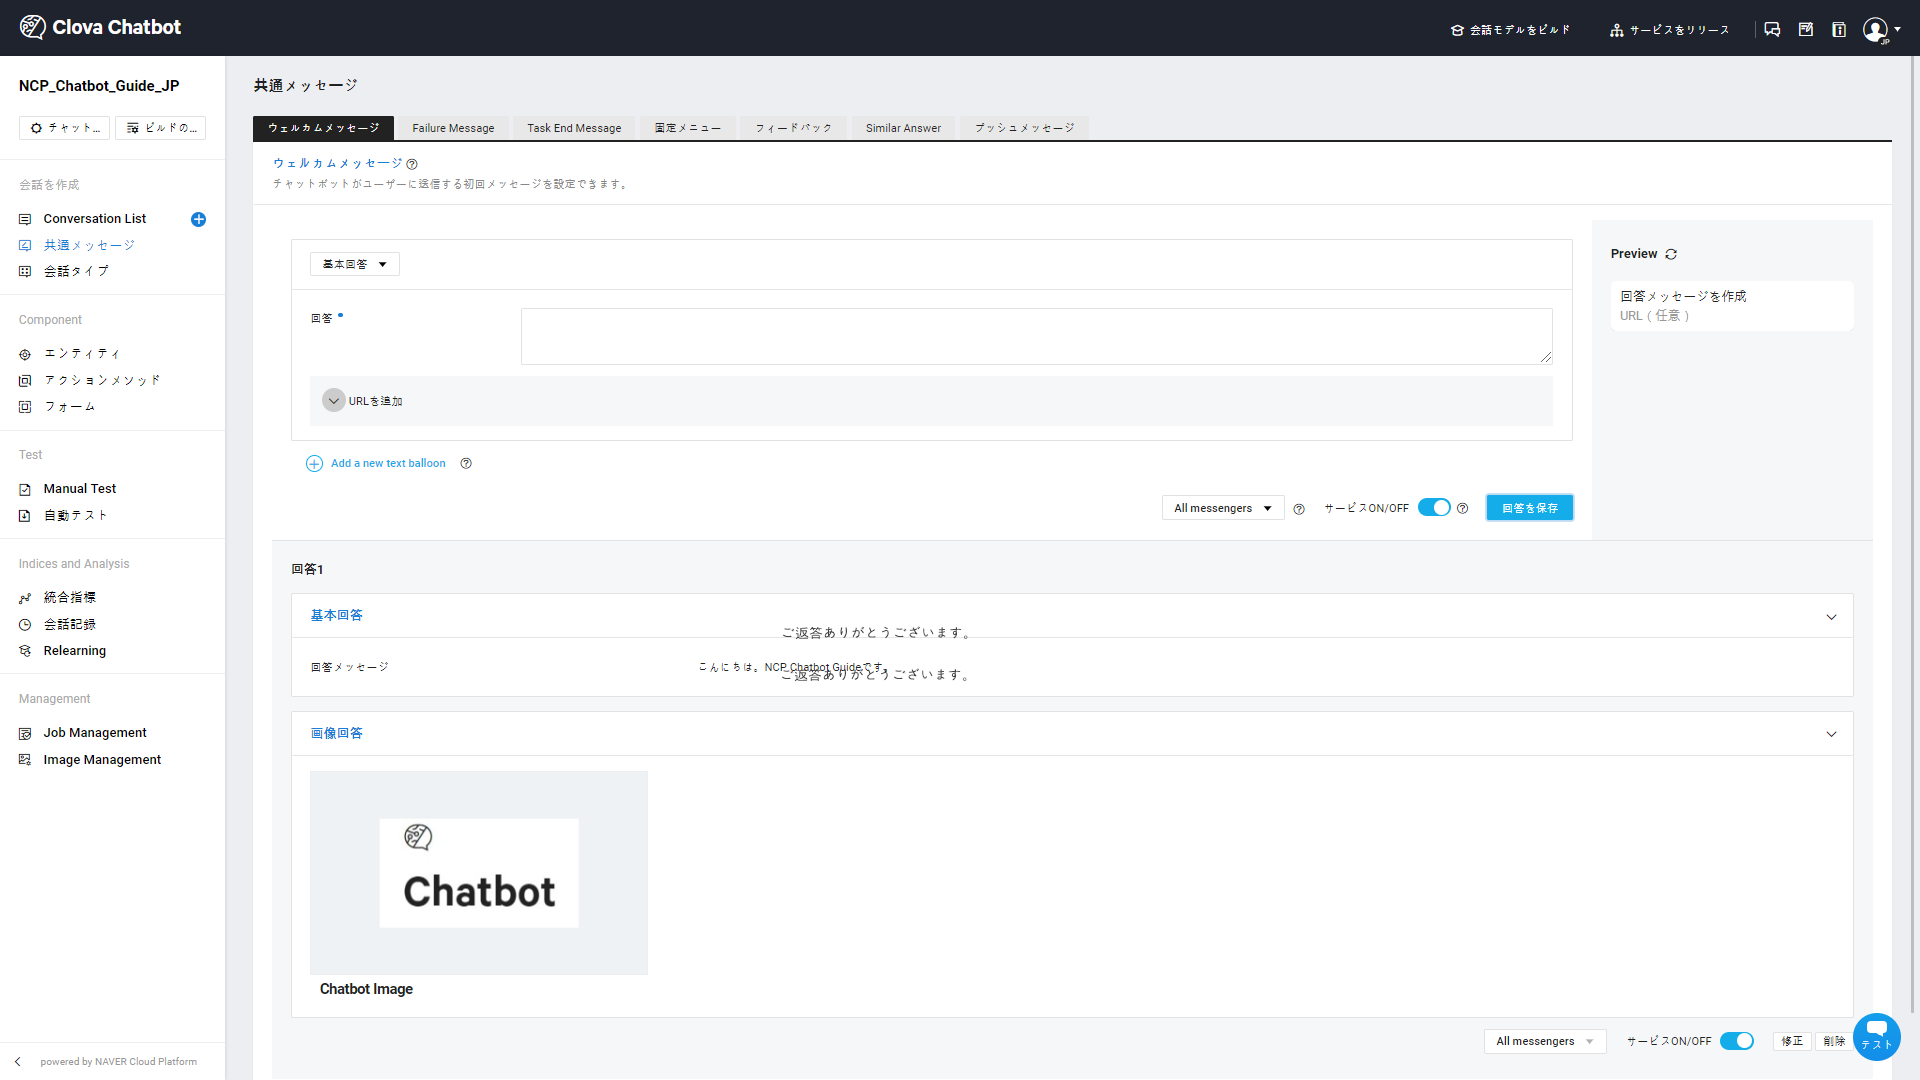 Clova Chatbot
会話モデルをビルド
サービスをリリース
JP
NCP_Chatbot_Guide_JP
チャット...
ビルドの...
会話を作成
Conversation List
共通メッセージ
会話タイプ
Component
エンティティ
アクションメソッド
フォーム
Test
Manual Test
自動テスト
Indices and Analysis
統合指標
会話記録
Relearning
Management
Job Management
Image Management
powered by NAVER Cloud Platform
共通メッセージ
ウェルカムメッセージ
Failure Message
Task End Message
固定メニュー
フィードバック
Similar Answer
プッシュメッセージ
ウェルカムメッセージ
チャットボットがユーザーに送信する初回メッセージを設定できます。
基本回答
回答
URLを追加
Add a new text balloon
All messengers
サービスON/OFF
回答を保存
Preview
回答メッセージを作成
URL ( 任意 )
回答1
基本回答
ご返答ありがとうございます。
回答メッセージ
こんにちは。NCP Chatbot Guideです。
ご返答ありがとうございます。
画像回答
Chatbot
Chatbot Image
All messengers
サービスON/OFF
修正
削除
テスト